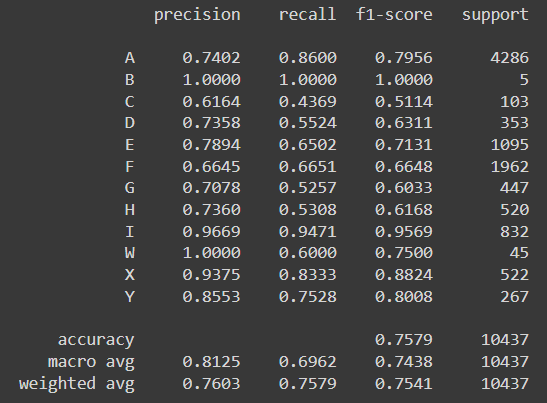 precision recall f1-score support
A 0.7402 0.8600 0.7956 4286
B 1.0000 1.0000 1.0000 5
C 0.6164 0.4369 0.5114 103
D 0.7358 0.5524 0.6311 353
E 0.7894 0.6502 0.7131 1095
F 0.6645 0.6651 0.6648 1962
G 0.7078 0.5257 0.6033 447
H 0.7360 0.5308 0.6168 520
I 0.9669 0.9471 0.9569 832
W 1.0000 0.6000 0.7500 45
X 0.9375 0.8333 0.8824 522
Y 0.8553 0.7528 0.8008 267
accuracy 0.7579 10437
macro avg 0.8125 0.6962 0.7438 10437
weighted avg 0.7603 0.7579 0.7541 10437